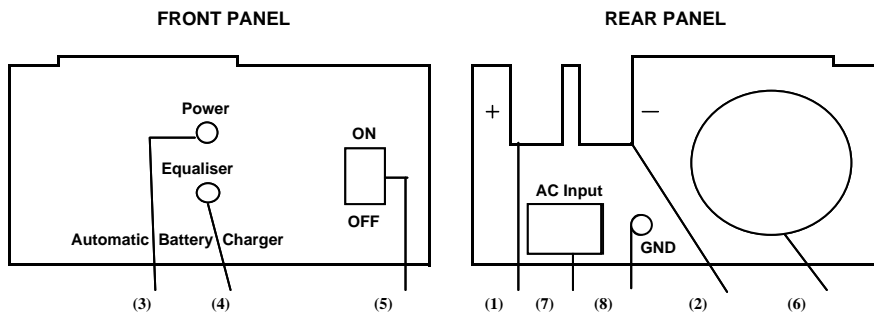 FRONT PANEL
Power
Equaliser
ON
OFF
Automatic Battery Charger
(3) (4) (5)
REAR PANEL
+ −
AC Input
GND
(1) (7) (8) (2) (6)